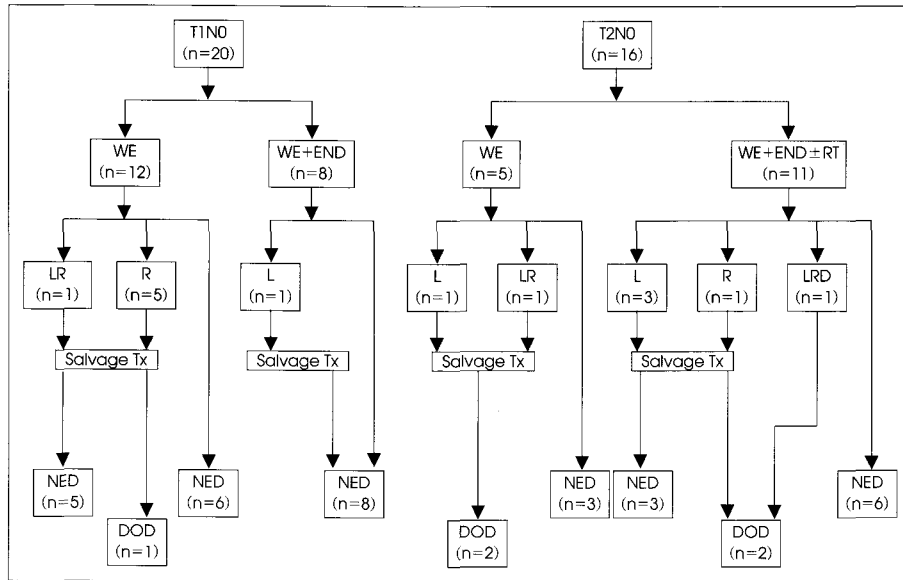 T1N0
(n=20)
T2N0
(n=16)
WE
(n=12)
WE+END
(n=8)
WE
(n=5)
WE+END±RT
(n=11)
LR
(n=1)
R
(n=5)
L
(n=1)
L
(n=1)
LR
(n=1)
L
(n=3)
R
(n=1)
LRD
(n=1)
Salvage Tx
Salvage Tx
Salvage Tx
Salvage Tx
NED
(n=5)
NED
(n=6)
NED
(n=8)
NED
(n=3)
NED
(n=3)
NED
(n=6)
DOD
(n=1)
DOD
(n=2)
DOD
(n=2)